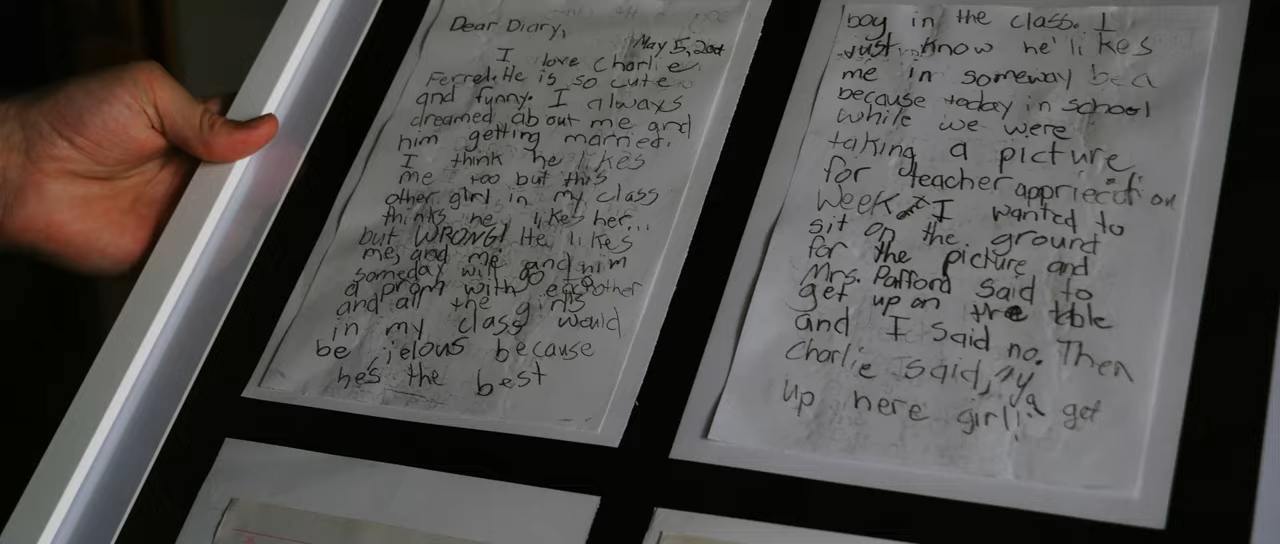 Dear Diary,
May 5,
I love Charlie
Ferrel. He is so cute
and funny. I always
dreamed about me and
him getting married.
I think he likes
me too but this
other girl in my class
thinks he likes her...
but WRONG! He likes
me, and me and him
someday will go to
a prom with eachother
and all the girls
in my class would
be jelous because
he's the best
boy in the class. I
just know he likes
me in someway
because today in school
while we were
taking a picture
for teacher
week I wanted to
sit on the ground
for the picture and
Mrs. Pafford said to
get up on the table
and I said no. Then
Charlie said,
up here girl! get